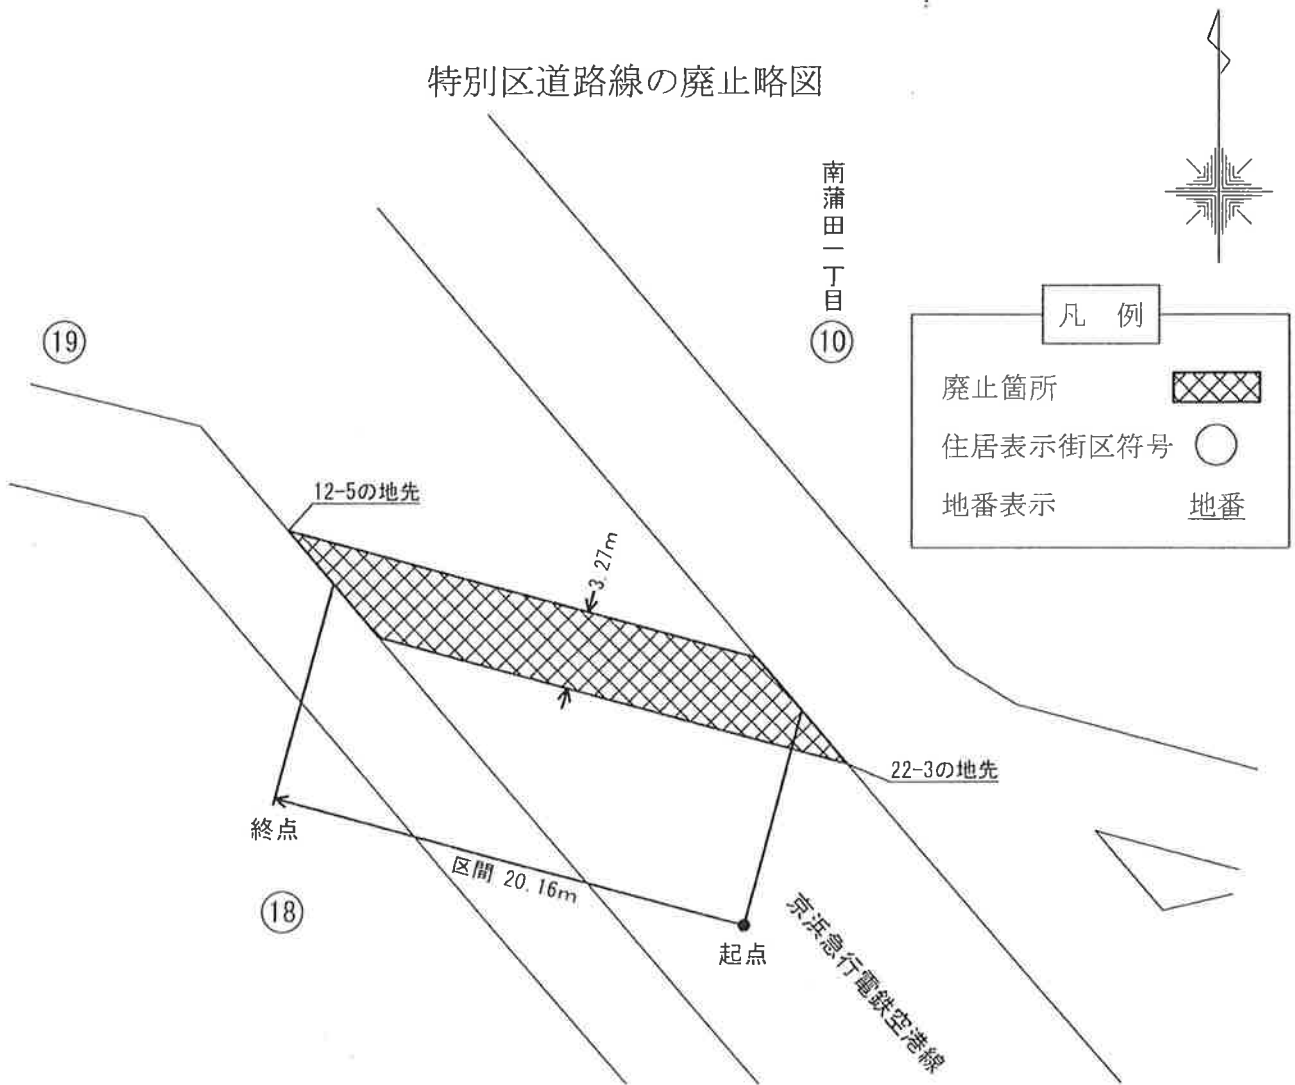 特別区道路線の廃止略図
南蒲田一丁目
⑩
⑲
凡 例
廃止箇所
住居表示街区符号
地番表示 地番
12-5の地先
3.27m
22-3の地先
終点
区間 20.16m
⑱
起点
京浜急行電鉄空港線